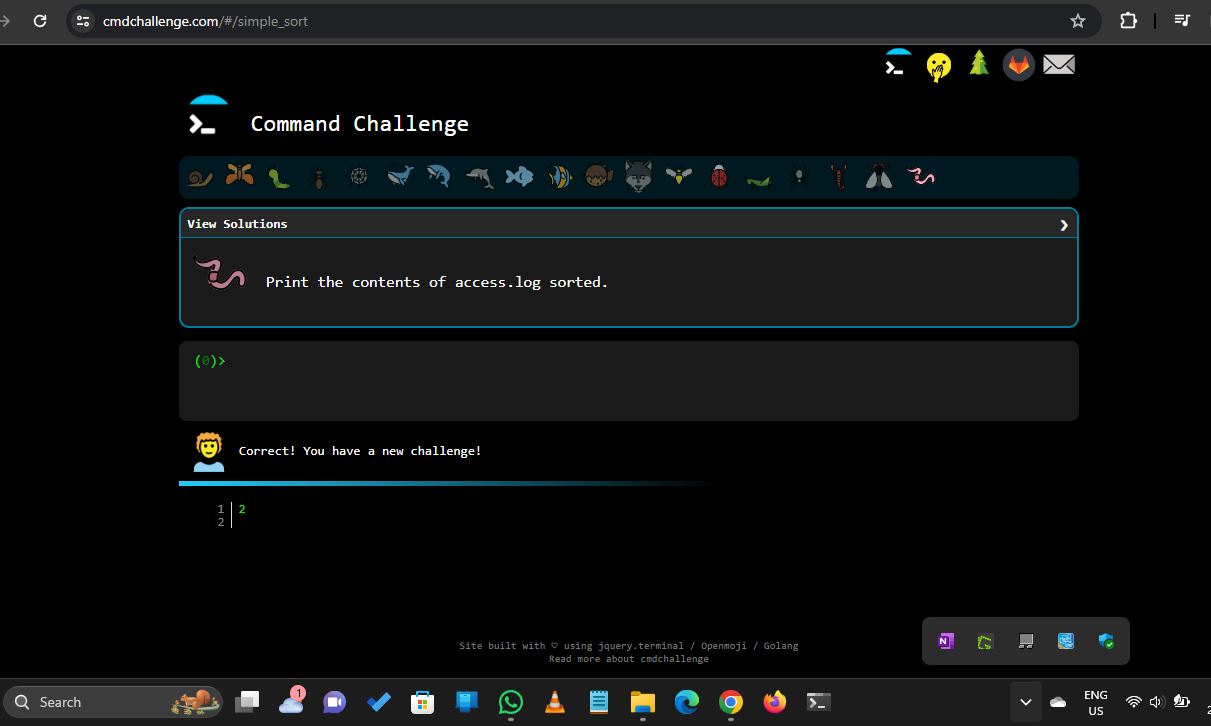 cmdchallenge.com/#/simple_sort
Command Challenge
View Solutions
Print the contents of access.log sorted.
(0)>
Correct! You have a new challenge!
1 2
2
Site built with ♡ using jquery.terminal / Openmoji / Golang
Read more about cmdchallenge
N
Search
1
ENG
US